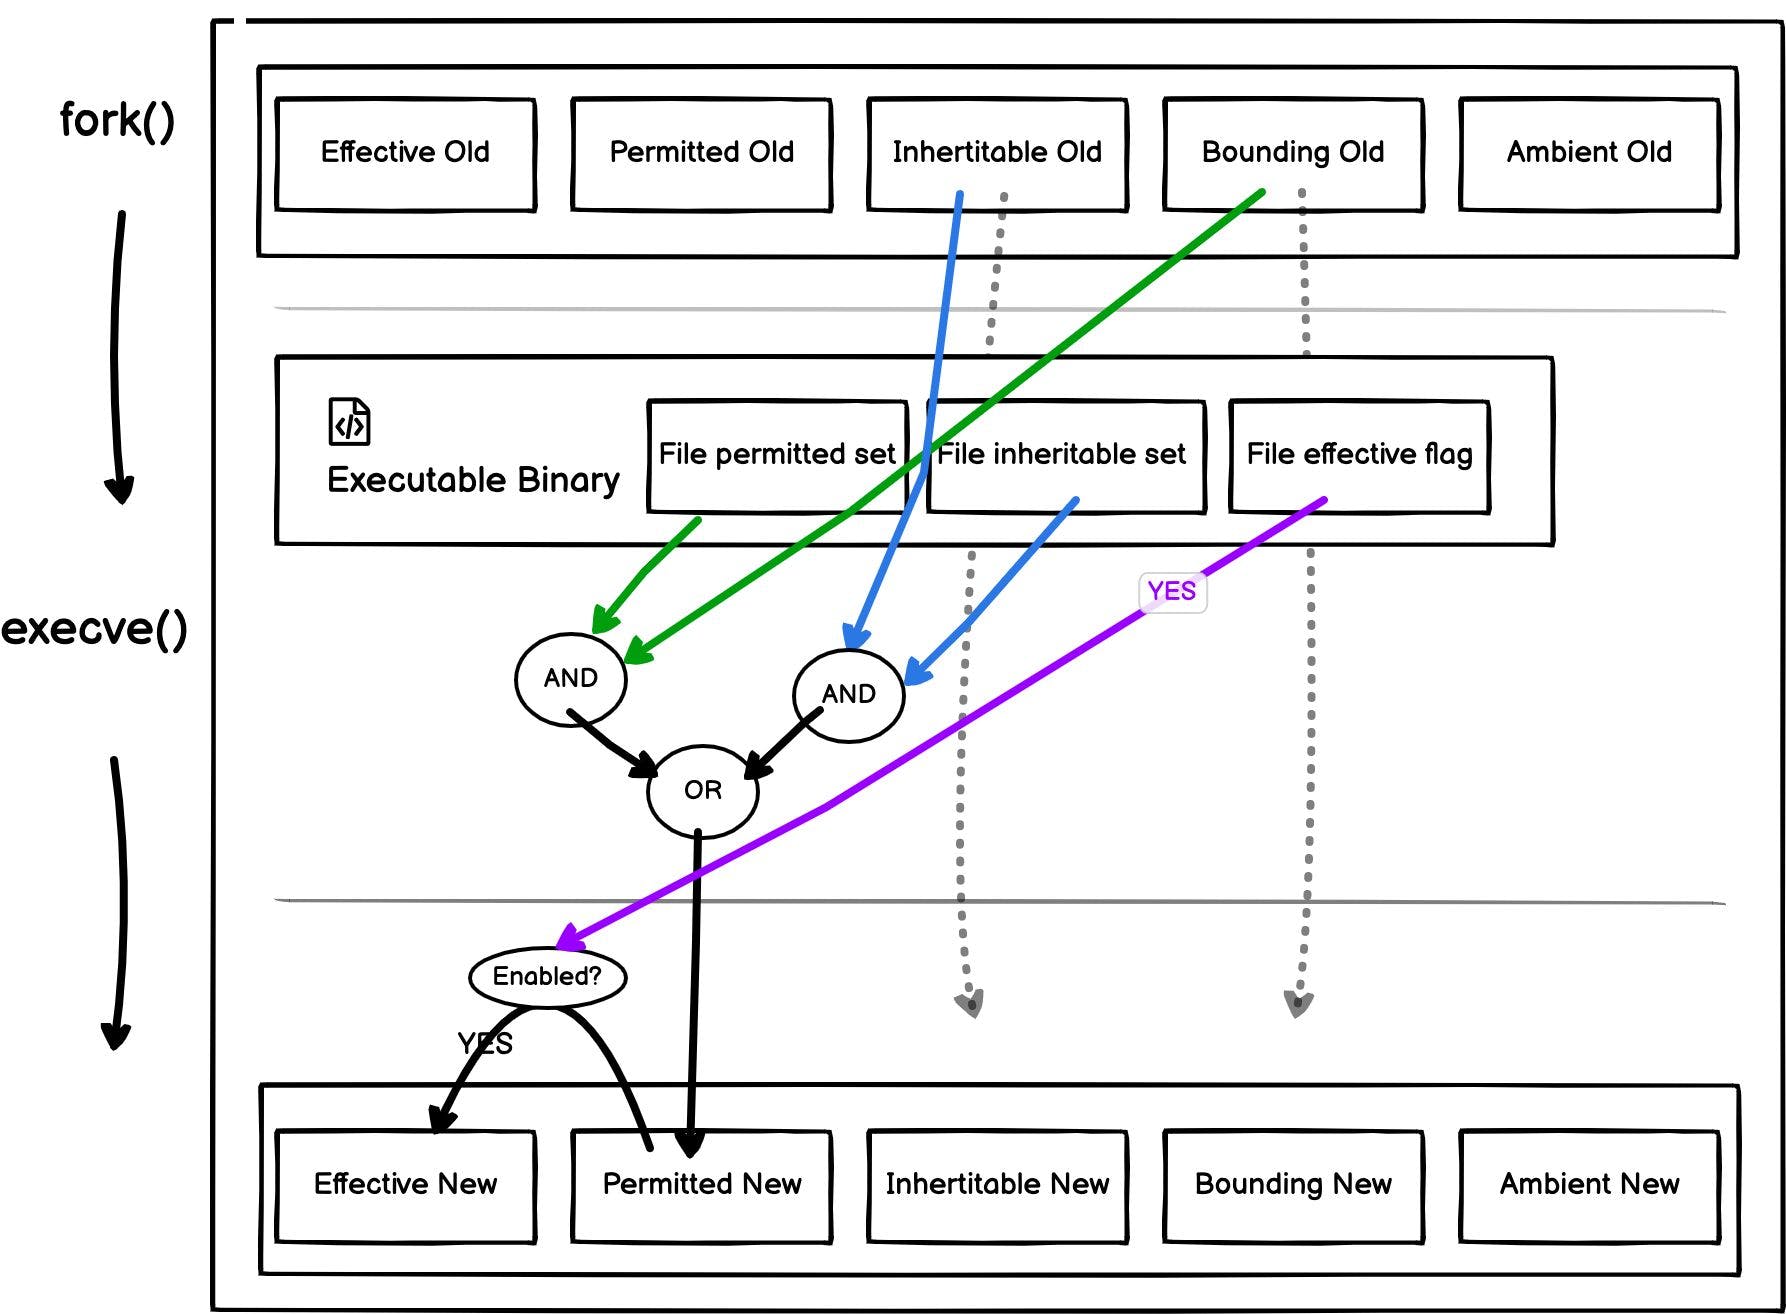 fork()
Effective Old
Permitted Old
Inhertitable Old
Bounding Old
Ambient Old
Executable Binary
File permitted set
File inheritable set
File effective flag
execve()
YES
AND
AND
OR
Enabled?
YES
Effective New
Permitted New
Inhertitable New
Bounding New
Ambient New